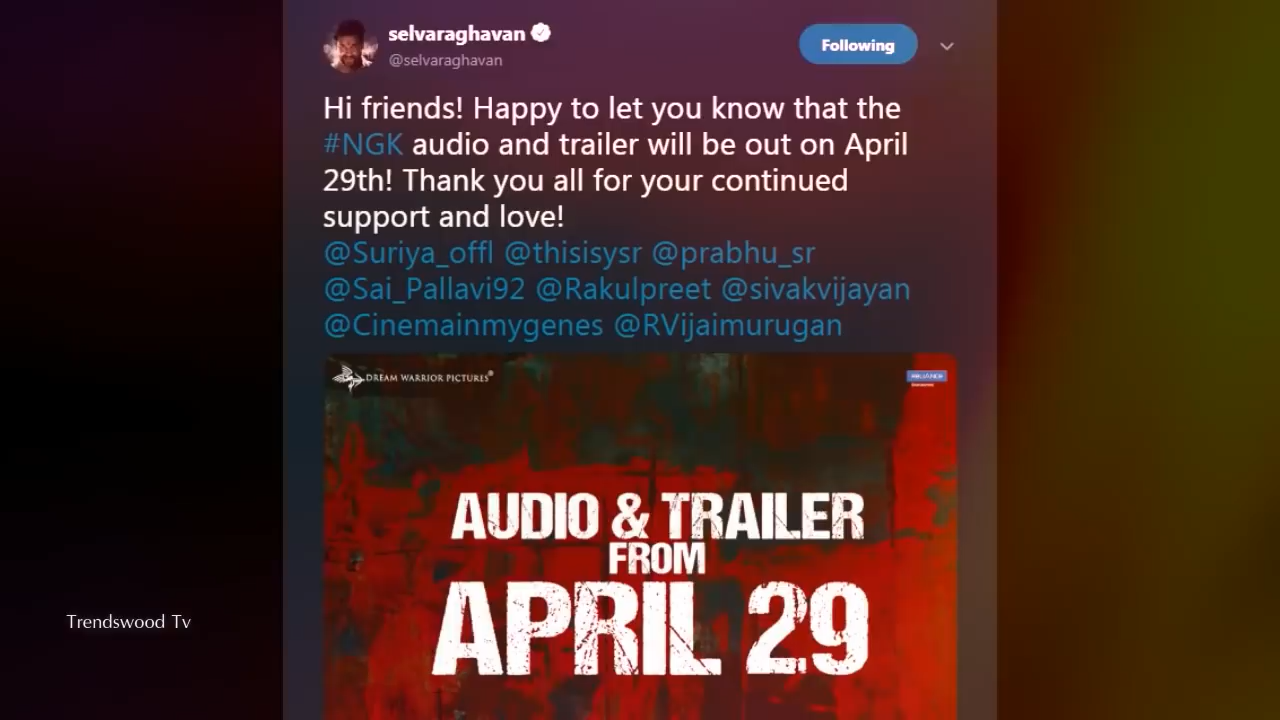 selvaraghavan
@selvaraghavan
Following
Hi friends! Happy to let you know that the
#NGK audio and trailer will be out on April
29th! Thank you all for your continued
support and love!
@Suriya_offl @thisisysr @prabhu_sr
@Sai_Pallavi92 @Rakulpreet @sivakvijayan
@Cinemainmygenes @RVijaimurugan
DREAM WARRIOR PICTURES®
RELIANCE
AUDIO & TRAILER
FROM
APRIL 29
Trendswood Tv